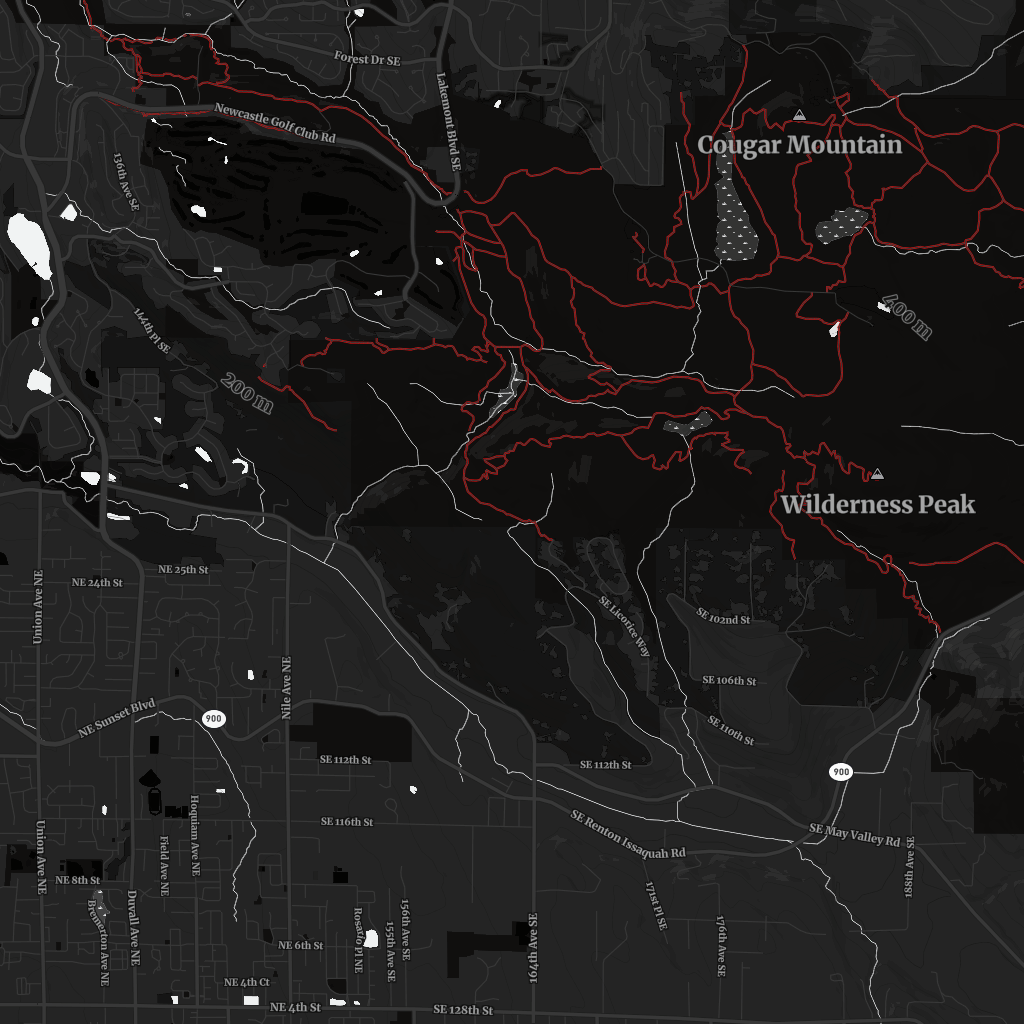 Forest Dr SE
Lakemont Blvd SE
Newcastle Golf Club Rd
Cougar Mountain
136th Ave SE
400 m
144th Pl SE
200 m
Wilderness Peak
NE 25th St
NE 24th St
Union Ave NE
SE Licorice Way
SE 102nd St
SE 106th St
Nile Ave NE
NE Sunset Blvd
900
SE 110th St
SE 112th St
SE 112th St
900
SE 116th St
SE Renton Issaquah Rd
SE May Valley Rd
Hoquiam Ave NE
Union Ave NE
Field Ave NE
188th Ave SE
NE 8th St
Bremerton Ave NE
Duvall Ave NE
171st Pl SE
176th Ave SE
156th Ave SE
155th Ave SE
Rosario Pl NE
164th Ave SE
NE 6th St
NE 4th Ct
NE 4th St
SE 128th St